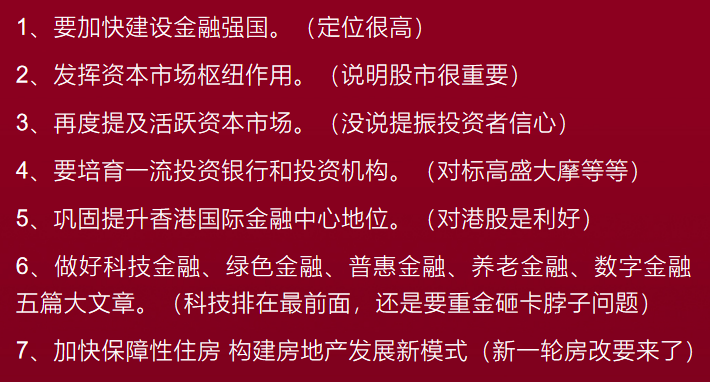 1、要加快建设金融强国。（定位很高）
2、发挥资本市场枢纽作用。（说明股市很重要）
3、再度提及活跃资本市场。（没说提振投资者信心）
4、要培育一流投资银行和投资机构。（对标高盛大摩等等）
5、巩固提升香港国际金融中心地位。（对港股是利好）
6、做好科技金融、绿色金融、普惠金融、养老金融、数字金融
五篇大文章。（科技排在最前面，还是要重金砸卡脖子问题）
7、加快保障性住房 构建房地产发展新模式（新一轮房改要来了）